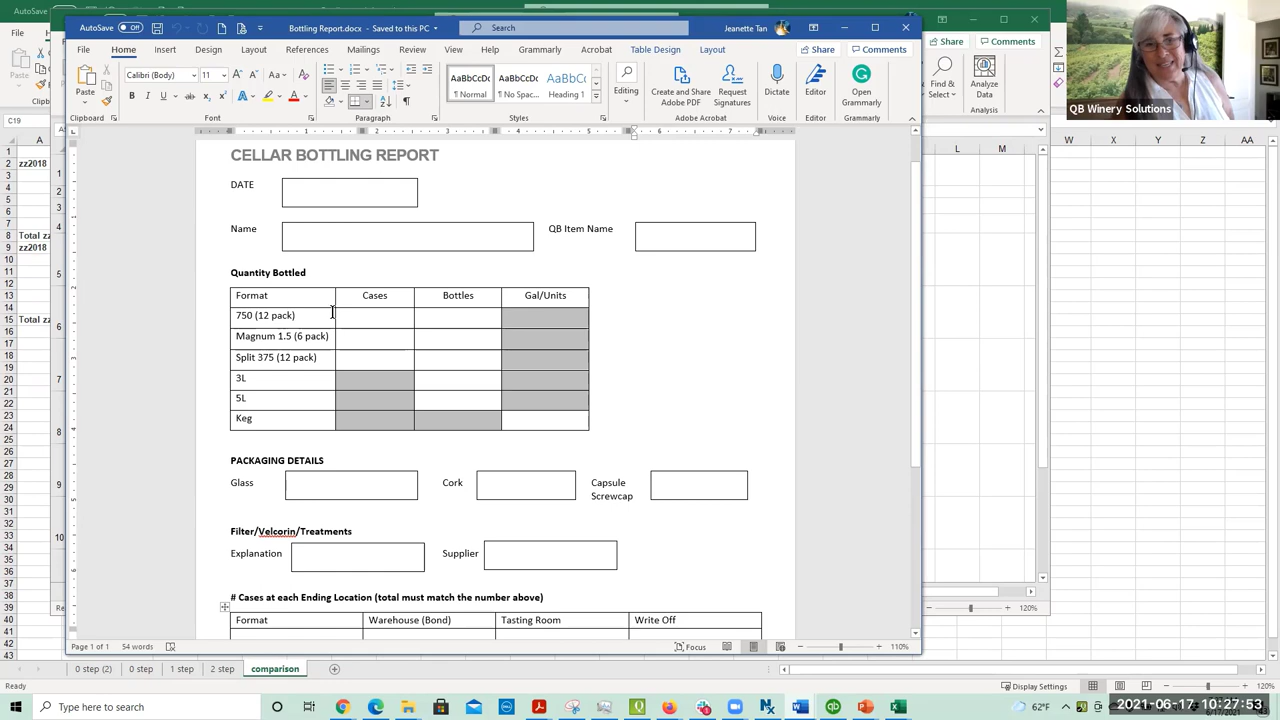 AutoSave Off Bottling Report.docx - Saved to this PC Search Jeanette Tan
File Home Insert Design Layout References Mailings Review View Help Grammarly Acrobat Table Design Layout Share Comments
Share Comments
Paste
Clipboard
Calibri (Body) 11
Font
Paragraph
AaBbCcDc AaBbCcDc AaBbCc
¶ Normal ¶ No Spac... Heading 1
Styles
Editing
Create and Share Adobe PDF
Request Signatures
Adobe Acrobat
Dictate
Voice
Editor
Editor
Open Grammarly
Grammarly
Find & Select
Analyze Data
Analysis
QB Winery Solutions
C19
L M W X Y Z AA
zz2018
Total zz
zz2018
Total zz
CELLAR BOTTLING REPORT
DATE
Name QB Item Name
Quantity Bottled
Format Cases Bottles Gal/Units
750 (12 pack)
Magnum 1.5 (6 pack)
Split 375 (12 pack)
3L
5L
Keg
PACKAGING DETAILS
Glass Cork Capsule
Screwcap
Filter/Velcorin/Treatments
Explanation Supplier
# Cases at each Ending Location (total must match the number above)
Format Warehouse (Bond) Tasting Room Write Off
Page 1 of 1 54 words Focus 110%
120%
0 step (2) 0 step 1 step 2 step comparison
Ready Display Settings 120%
Type here to search 62°F 2021-06-17 10:27:53